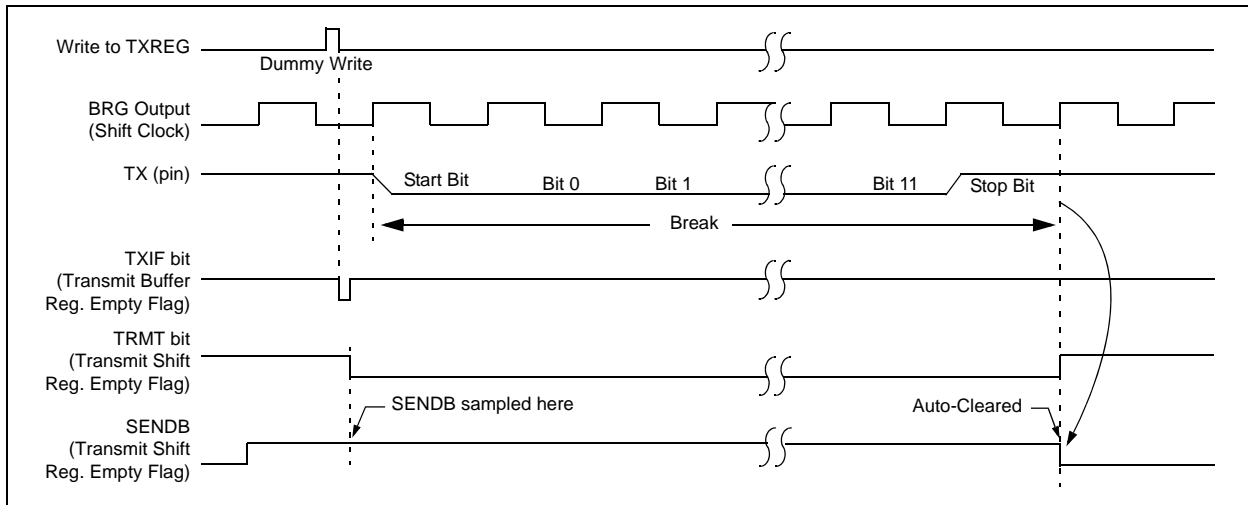 Write to TXREG
Dummy Write
BRG Output
(Shift Clock)
TX (pin)
Start Bit
Bit 0
Bit 1
Bit 11
Stop Bit
Break
TXIF bit
(Transmit Buffer
Reg. Empty Flag)
TRMT bit
(Transmit Shift
Reg. Empty Flag)
SENDB sampled here
Auto-Cleared
SENDB
(Transmit Shift
Reg. Empty Flag)